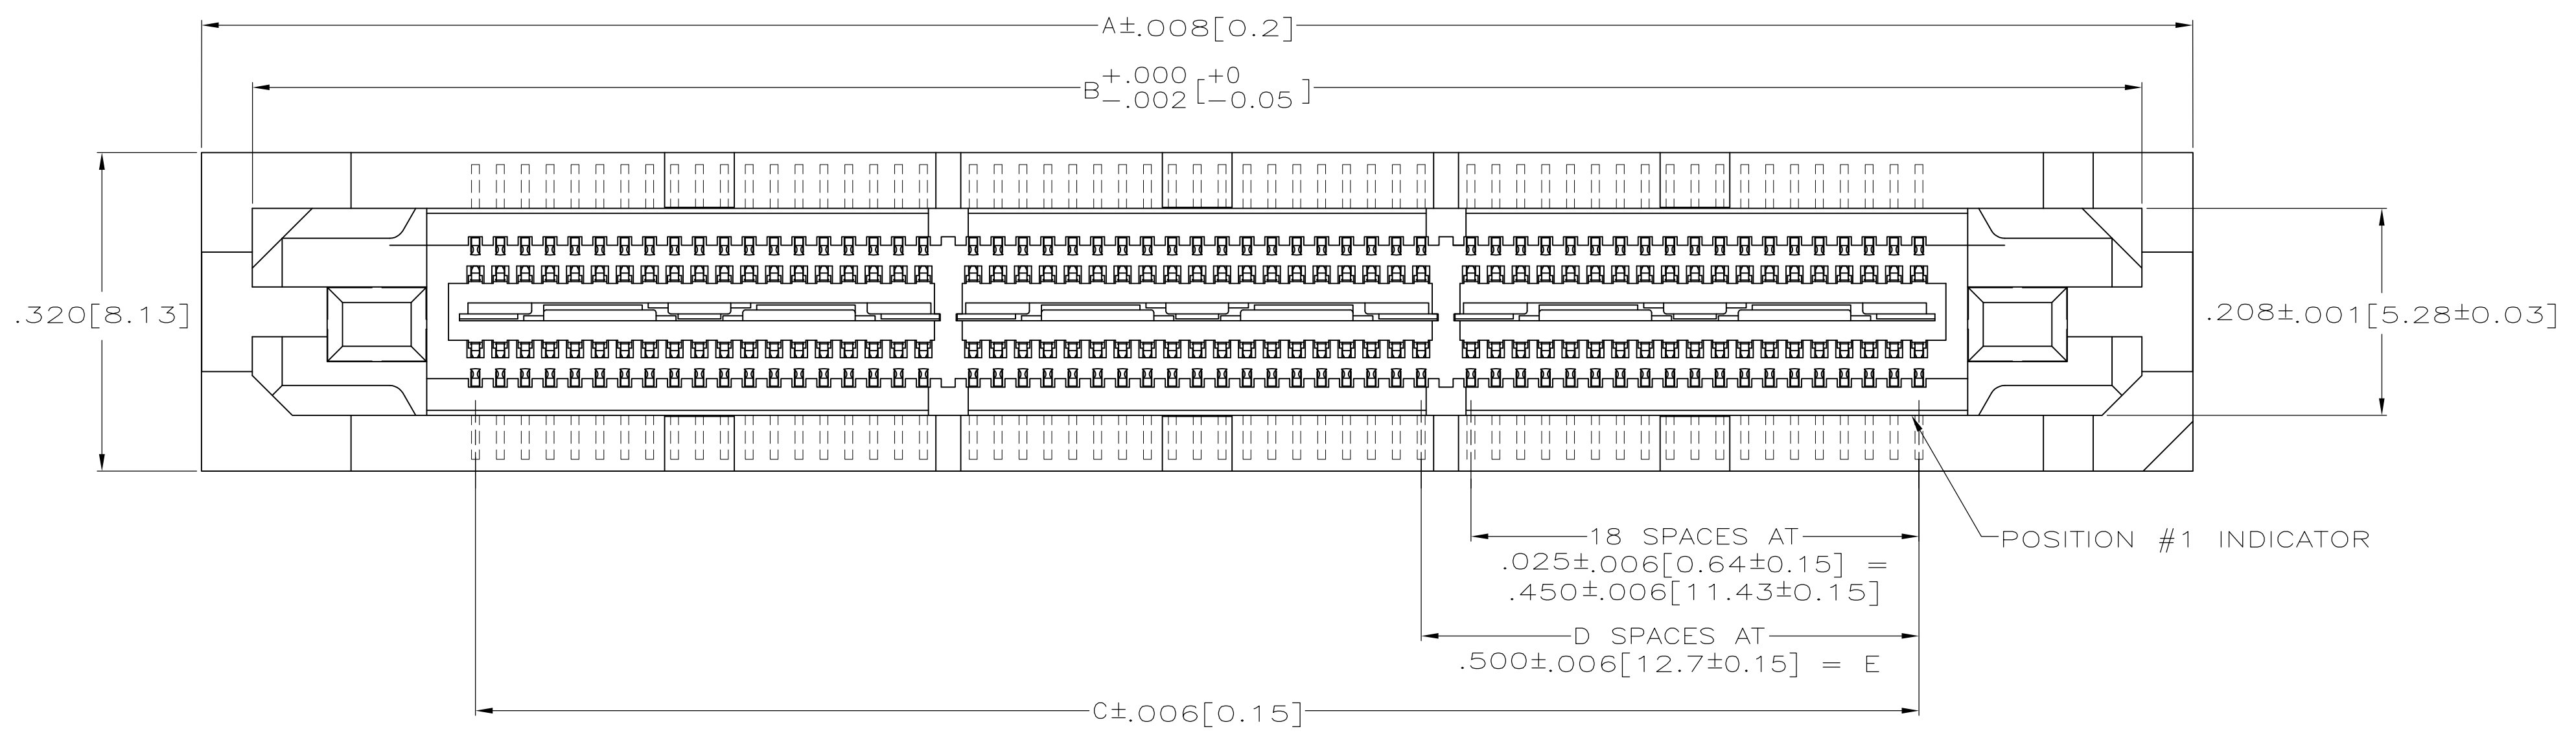 A±.008[0.2]
B+.000/-.002[+0/-0.05]
.320[8.13]
.208±.001[5.28±0.03]
18 SPACES AT
.025±.006[0.64±0.15] =
.450±.006[11.43±0.15]
POSITION #1 INDICATOR
D SPACES AT
.500±.006[12.7±0.15] = E
C±.006[0.15]